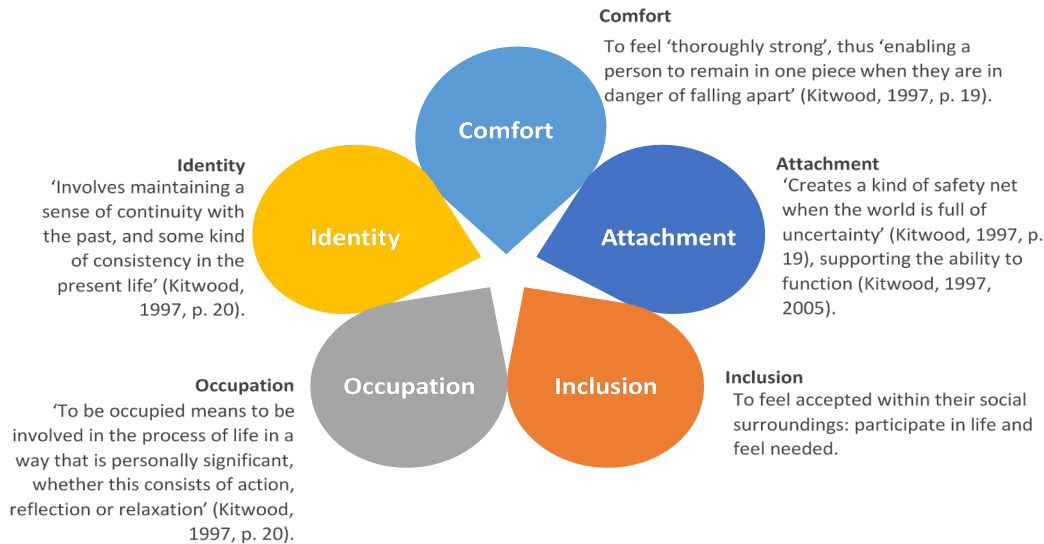 Comfort
To feel ‘thoroughly strong’, thus ‘enabling a
person to remain in one piece when they are in
danger of falling apart’ (Kitwood, 1997, p. 19).
Comfort
Identity
‘Involves maintaining a
sense of continuity with
the past, and some kind
of consistency in the
present life’ (Kitwood,
1997, p. 20).
Identity
Attachment
Attachment
‘Creates a kind of safety net
when the world is full of
uncertainty’ (Kitwood, 1997, p.
19), supporting the ability to
function (Kitwood, 1997,
2005).
Occupation
‘To be occupied means to be
involved in the process of life in a
way that is personally significant,
whether this consists of action,
reflection or relaxation’ (Kitwood,
1997, p. 20).
Occupation
Inclusion
Inclusion
To feel accepted within their social
surroundings: participate in life and
feel needed.